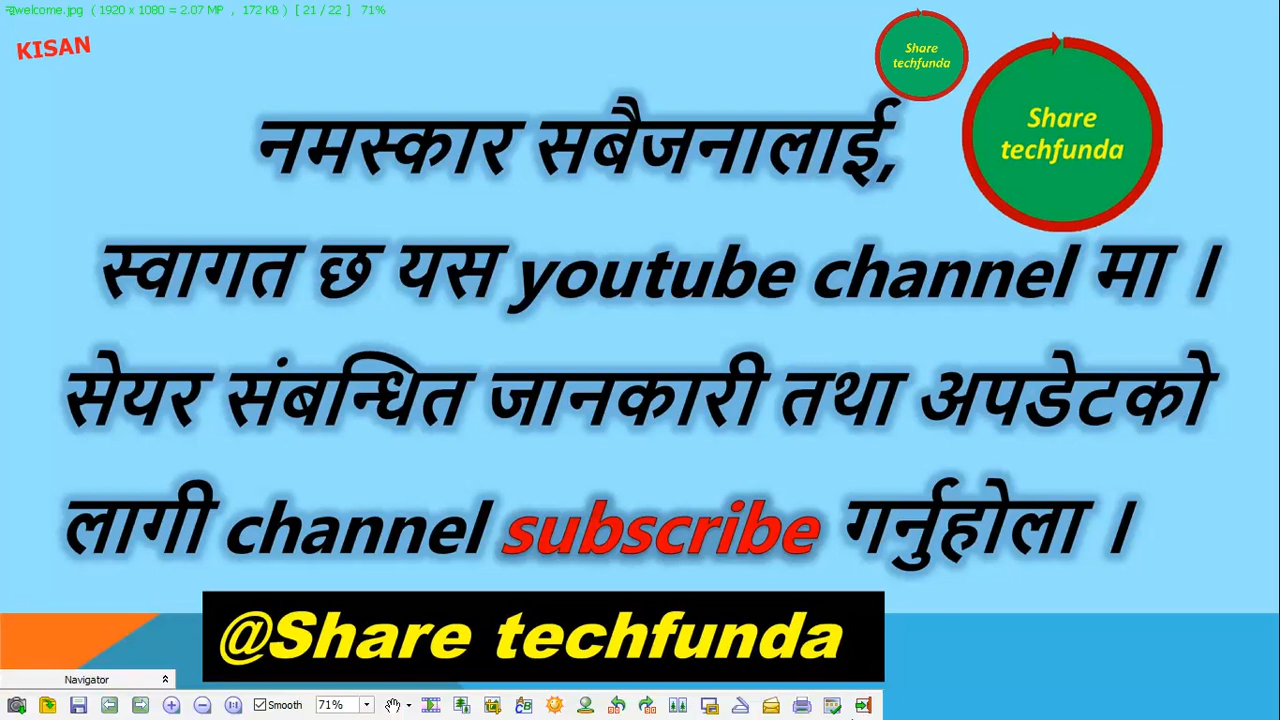 welcome.jpg ( 1920 x 1080 = 2.07 MP , 172 KB ) [ 21 / 22 ] 71%
KISAN
Share
techfunda
Share
techfunda
नमस्कार सबैजनालाई,
स्वागत छ यस youtube channel मा ।
सेयर संबन्धित जानकारी तथा अपडेटको
लागी channel subscribe गर्नुहोला ।
@Share techfunda
Navigator
Smooth 71%